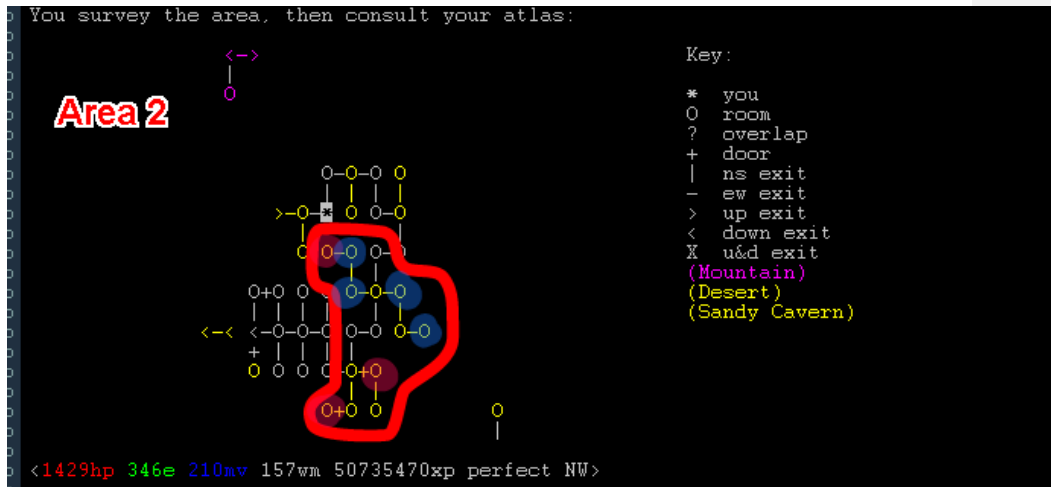 You survey the area, then consult your atlas:
<-> Key:
|
O * you
Area 2 O room
? overlap
+ door
O-O-O O | ns exit
| | | | - ew exit
>-O-* O O-O > up exit
| | < down exit
O O-O O-O X u&d exit
| (Mountain)
O+O O O O-O-O (Desert)
| | | | | | (Sandy Cavern)
<-< <-O-O-O O-O O-O
+ | | | |
O O O O-O+O
| |
O+O O O
|
<1429hp 346e 210mv 157wm 50735470xp perfect NW>